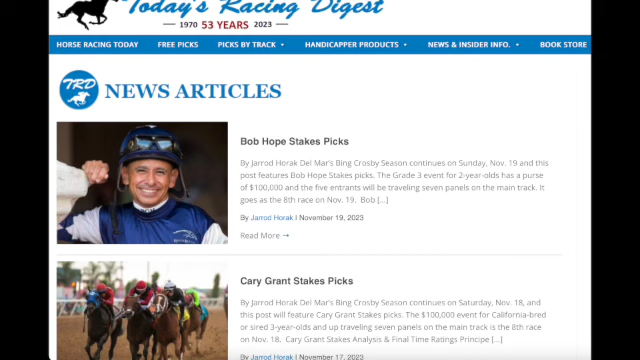 Today's Racing Digest
1970 53 YEARS 2023
HORSE RACING TODAY FREE PICKS PICKS BY TRACK HANDICAPPER PRODUCTS NEWS & INSIDER INFO. BOOK STORE
TRD
NEWS ARTICLES
Bob Hope Stakes Picks
By Jarrod Horak Del Mar's Bing Crosby Season continues on Sunday, Nov. 19 and this
post features Bob Hope Stakes picks. The Grade 3 event for 2-year-olds has a purse
of $100,000 and the five entrants will be traveling seven panels on the main track. It
goes as the 8th race on Nov. 19.  Bob [...]
By Jarrod Horak | November 19, 2023
Read More →
Cary Grant Stakes Picks
By Jarrod Horak Del Mar's Bing Crosby Season continues on Saturday, Nov. 18, and
this post will feature Cary Grant Stakes picks. The $100,000 event for California-bred
or sired 3-year-olds and up traveling seven panels on the main track is the 8th race
on Nov. 18.  Cary Grant Stakes Analysis & Final Time Ratings Principe [...]
By Jarrod Horak | November 17, 2023